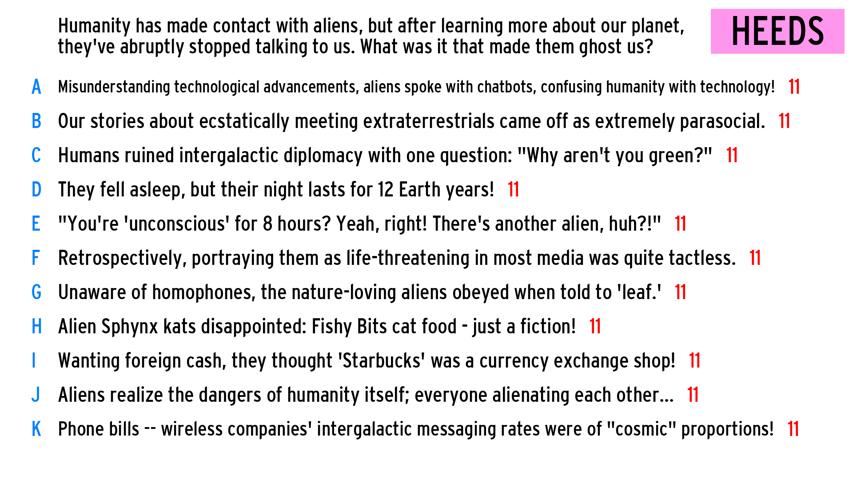 Humanity has made contact with aliens, but after learning more about our planet,
they've abruptly stopped talking to us. What was it that made them ghost us?
HEEDS
A Misunderstanding technological advancements, aliens spoke with chatbots, confusing humanity with technology! 11
B Our stories about ecstatically meeting extraterrestrials came off as extremely parasocial. 11
C Humans ruined intergalactic diplomacy with one question: "Why aren't you green?" 11
D They fell asleep, but their night lasts for 12 Earth years! 11
E "You're 'unconscious' for 8 hours? Yeah, right! There's another alien, huh?!" 11
F Retrospectively, portraying them as life-threatening in most media was quite tactless. 11
G Unaware of homophones, the nature-loving aliens obeyed when told to 'leaf.' 11
H Alien Sphynx kats disappointed: Fishy Bits cat food - just a fiction! 11
I Wanting foreign cash, they thought 'Starbucks' was a currency exchange shop! 11
J Aliens realize the dangers of humanity itself; everyone alienating each other... 11
K Phone bills -- wireless companies' intergalactic messaging rates were of "cosmic" proportions! 11